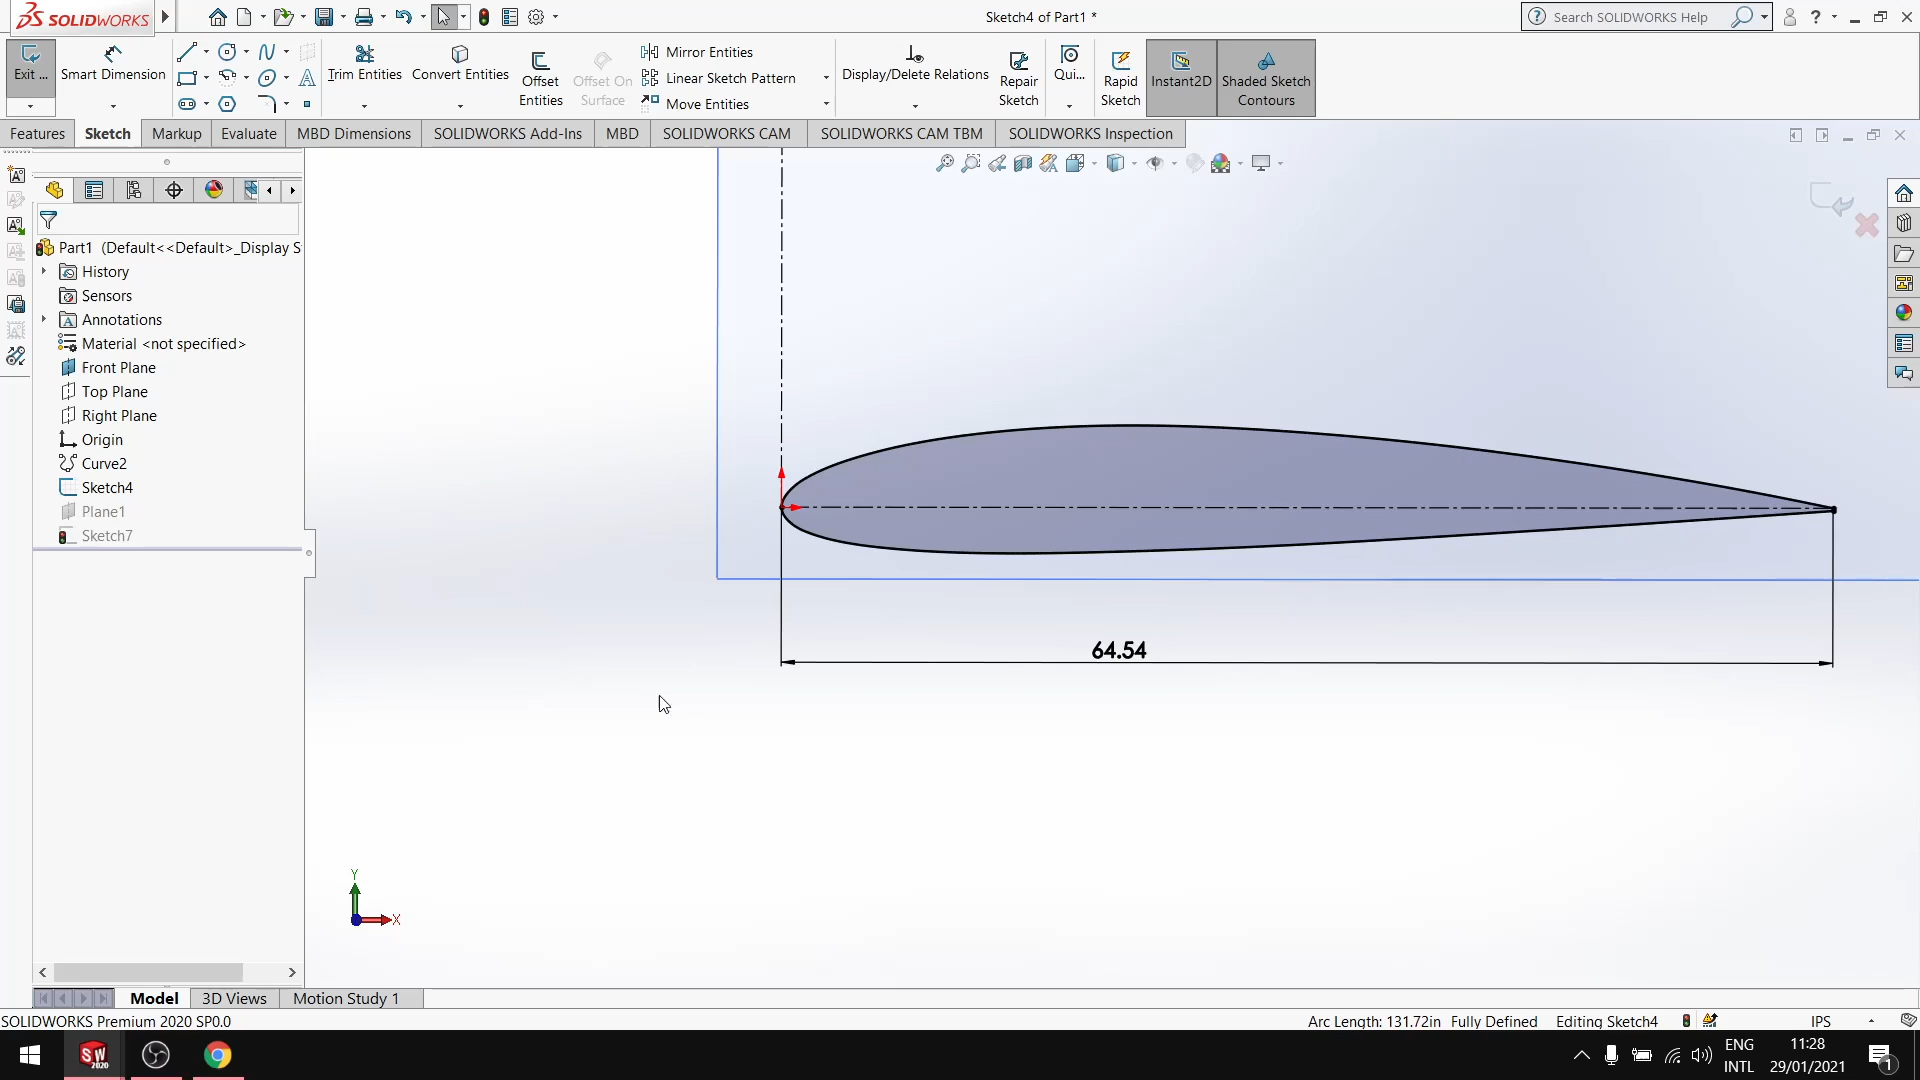 SOLIDWORKS
Sketch4 of Part1 *
Search SOLIDWORKS Help
?
Exit ...
Smart Dimension
Trim Entities
Convert Entities
Offset
Entities
Offset On
Surface
Mirror Entities
Linear Sketch Pattern
Move Entities
Display/Delete Relations
Repair
Sketch
Qui...
Rapid
Sketch
Instant2D
Shaded Sketch
Contours
Features
Sketch
Markup
Evaluate
MBD Dimensions
SOLIDWORKS Add-Ins
MBD
SOLIDWORKS CAM
SOLIDWORKS CAM TBM
SOLIDWORKS Inspection
Part1 (Default<<Default>_Display S
History
Sensors
Annotations
Material <not specified>
Front Plane
Top Plane
Right Plane
Origin
Curve2
Sketch4
Plane1
Sketch7
64.54
Y
X
Model
3D Views
Motion Study 1
SOLIDWORKS Premium 2020 SP0.0
Arc Length: 131.72in
Fully Defined
Editing Sketch4
IPS
SW
2020
ENG
INTL
11:28
29/01/2021
1